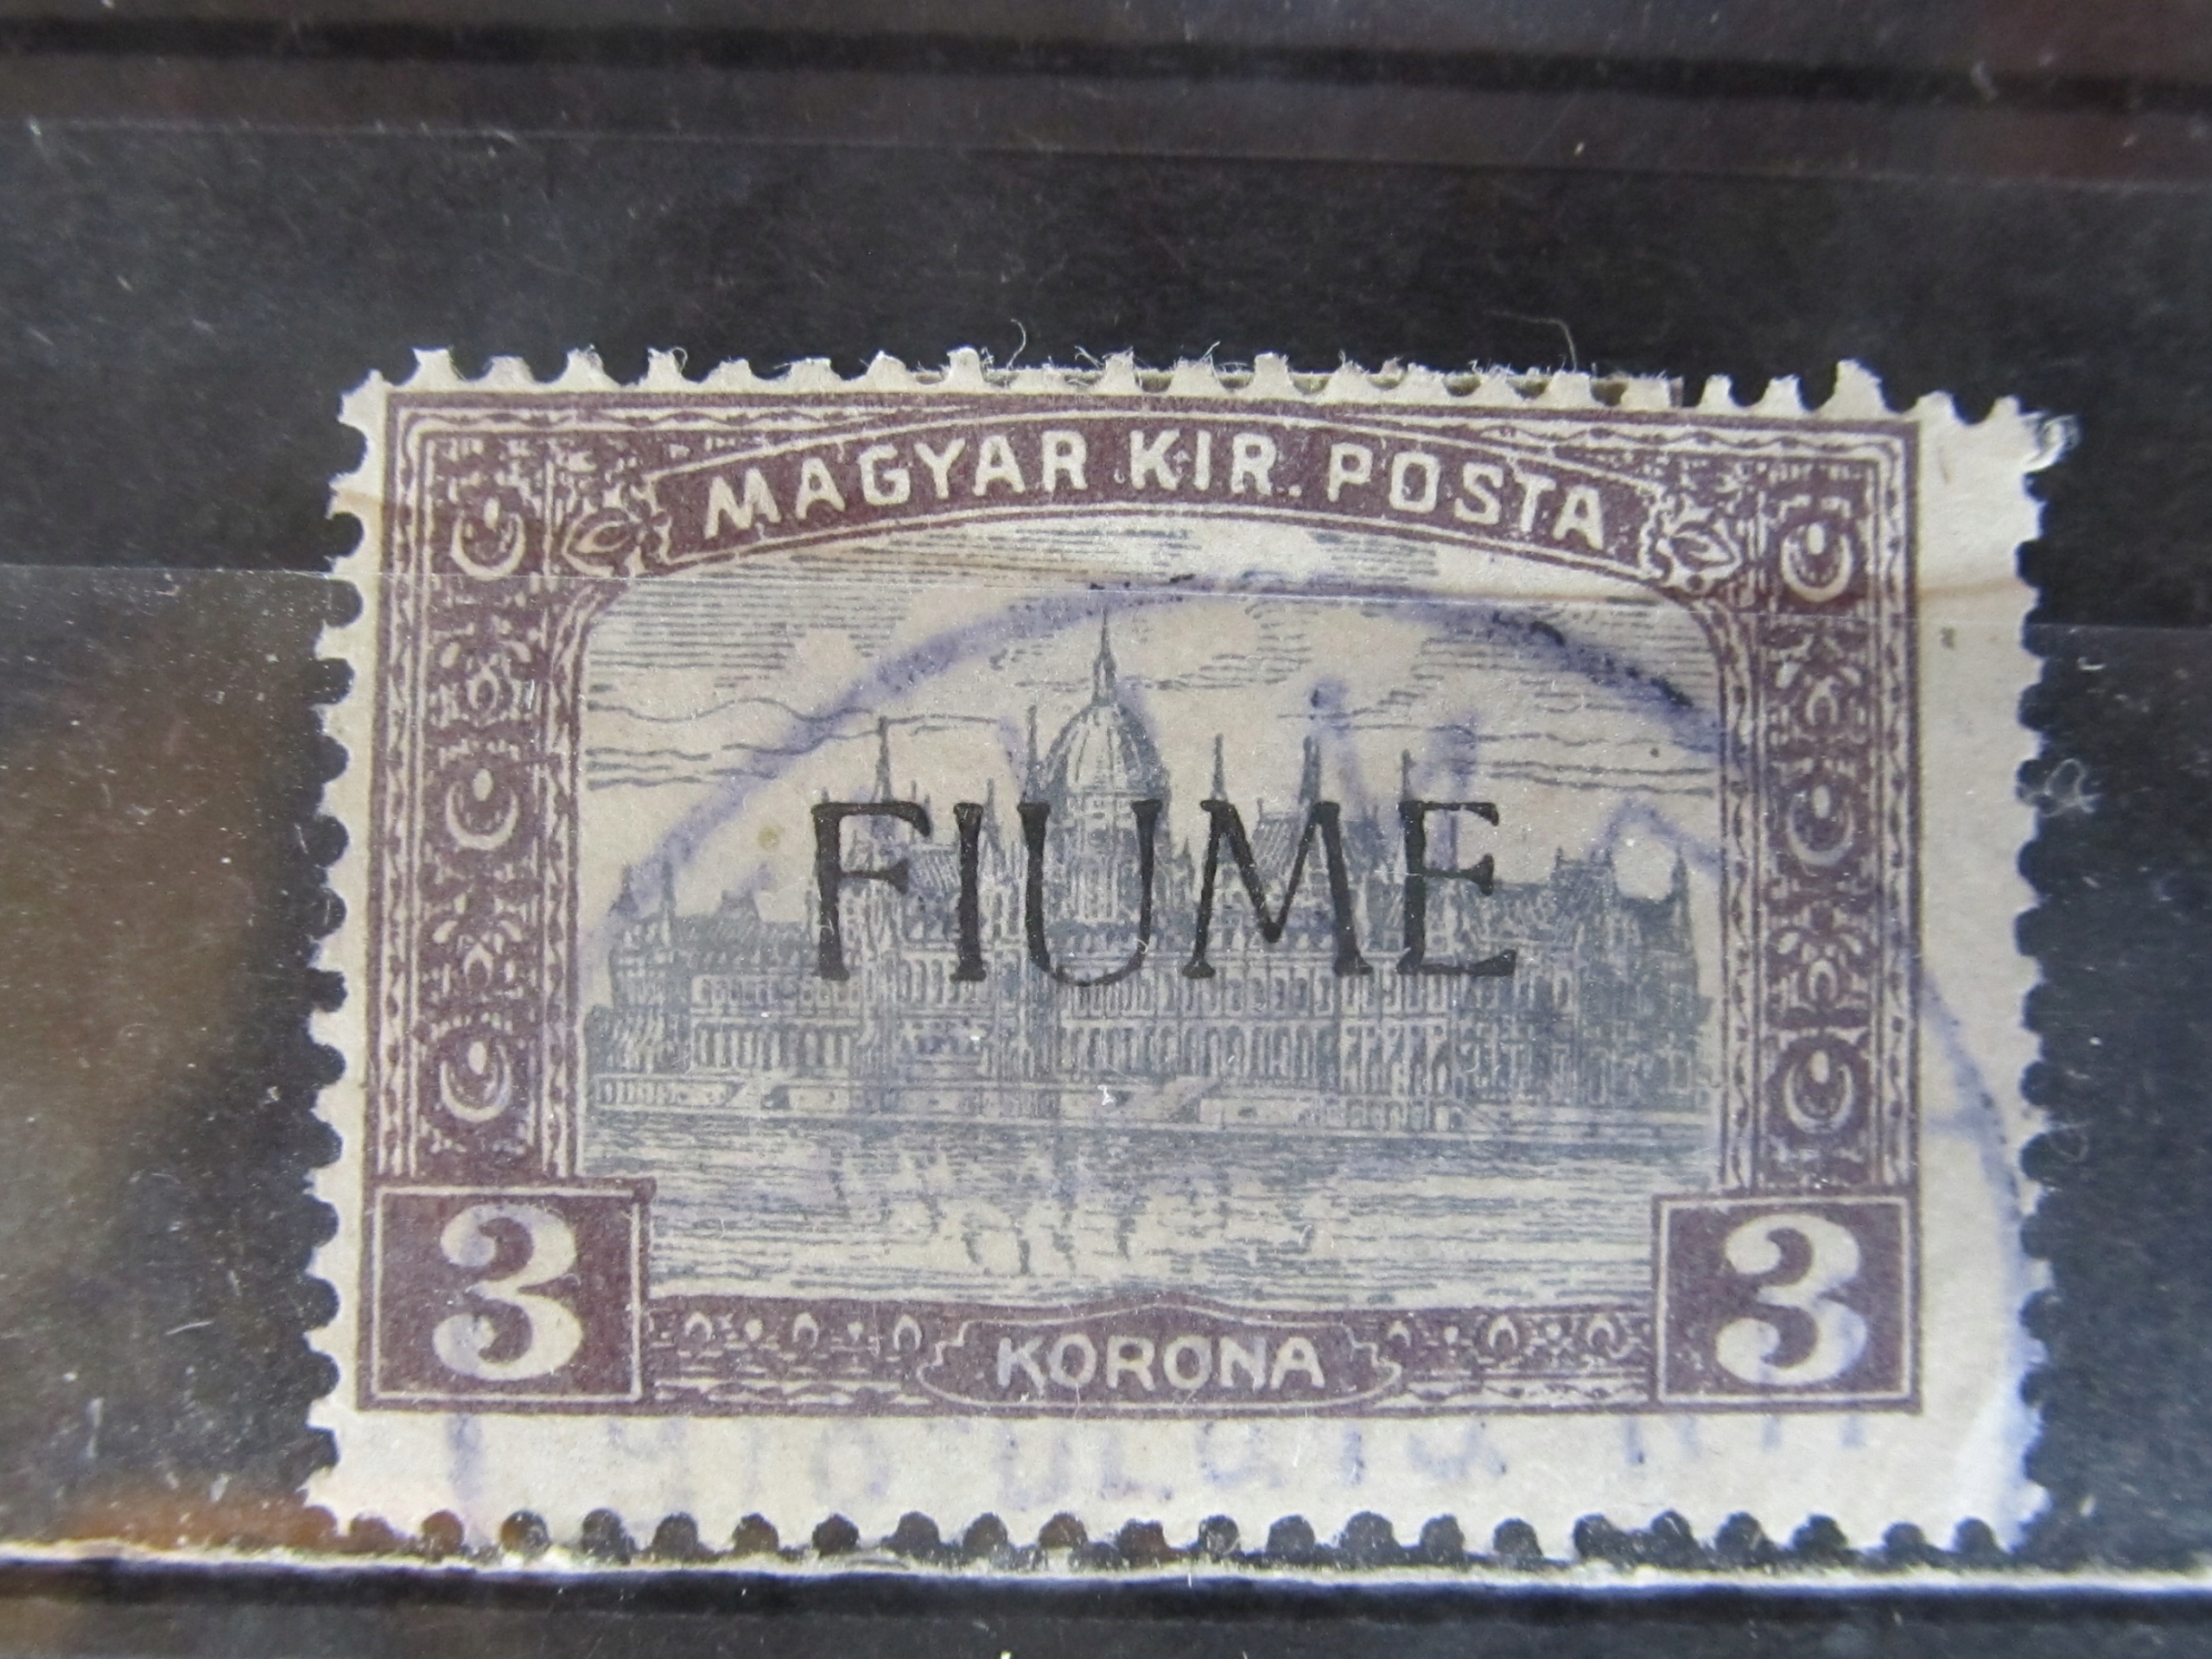 MAGYAR KIR. POSTA
FIUME
3 3
KORONA